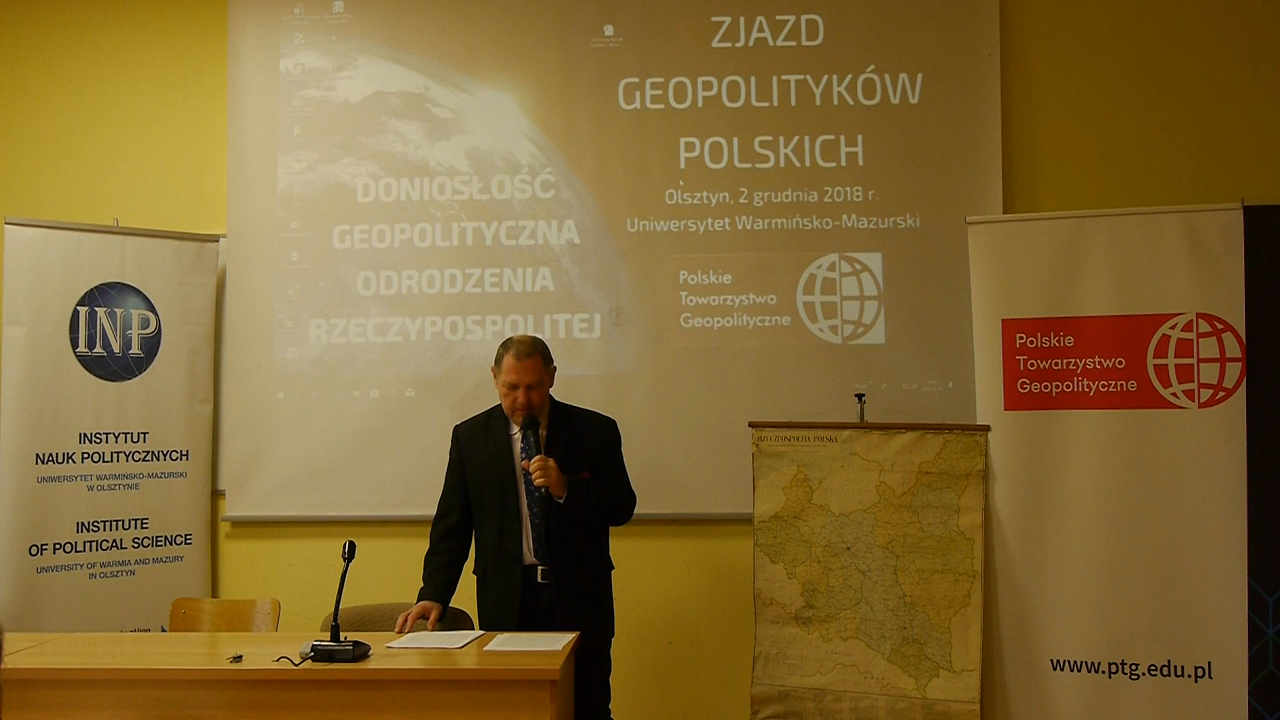 ZJAZD
GEOPOLITYKÓW
POLSKICH
Olsztyn, 2 grudnia 2018 r.
Uniwersytet Warmińsko-Mazurski
DONIOSŁOŚĆ
GEOPOLITYCZNA
ODRODZENIA
RZECZYPOSPOLITEJ
Polskie
Towarzystwo
Geopolityczne
INP
INSTYTUT
NAUK POLITYCZNYCH
UNIWERSYTET WARMIŃSKO-MAZURSKI
W OLSZTYNIE
INSTITUTE
OF POLITICAL SCIENCE
UNIVERSITY OF WARMIA AND MAZURY
IN OLSZTYN
RZECZPOSPOLITA POLSKA
Polskie
Towarzystwo
Geopolityczne
www.ptg.edu.pl